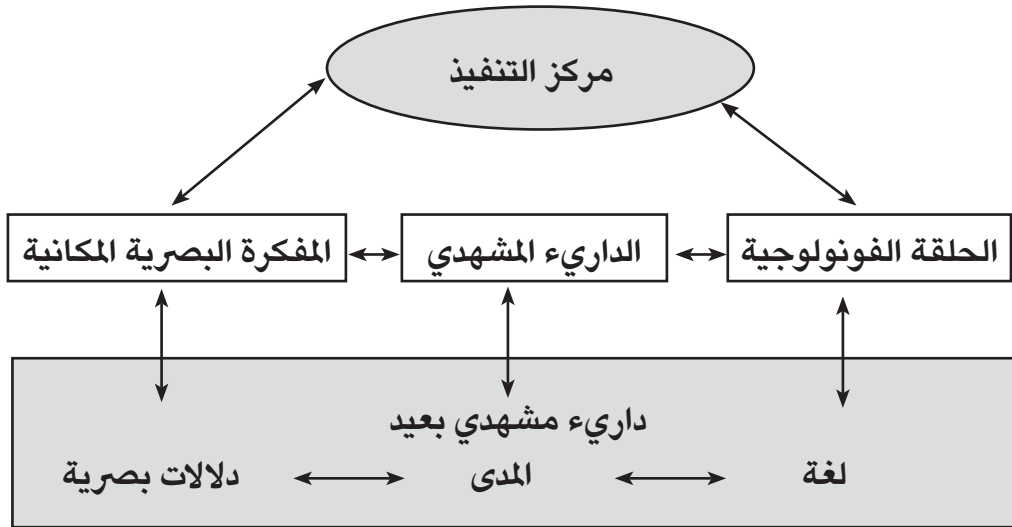 مركز التنفيذ
الحلقة الفونولوجية
الداريء المشهدي
المفكرة البصرية المكانية
داريء مشهدي بعيد
لغة
المدى
دلالات بصرية